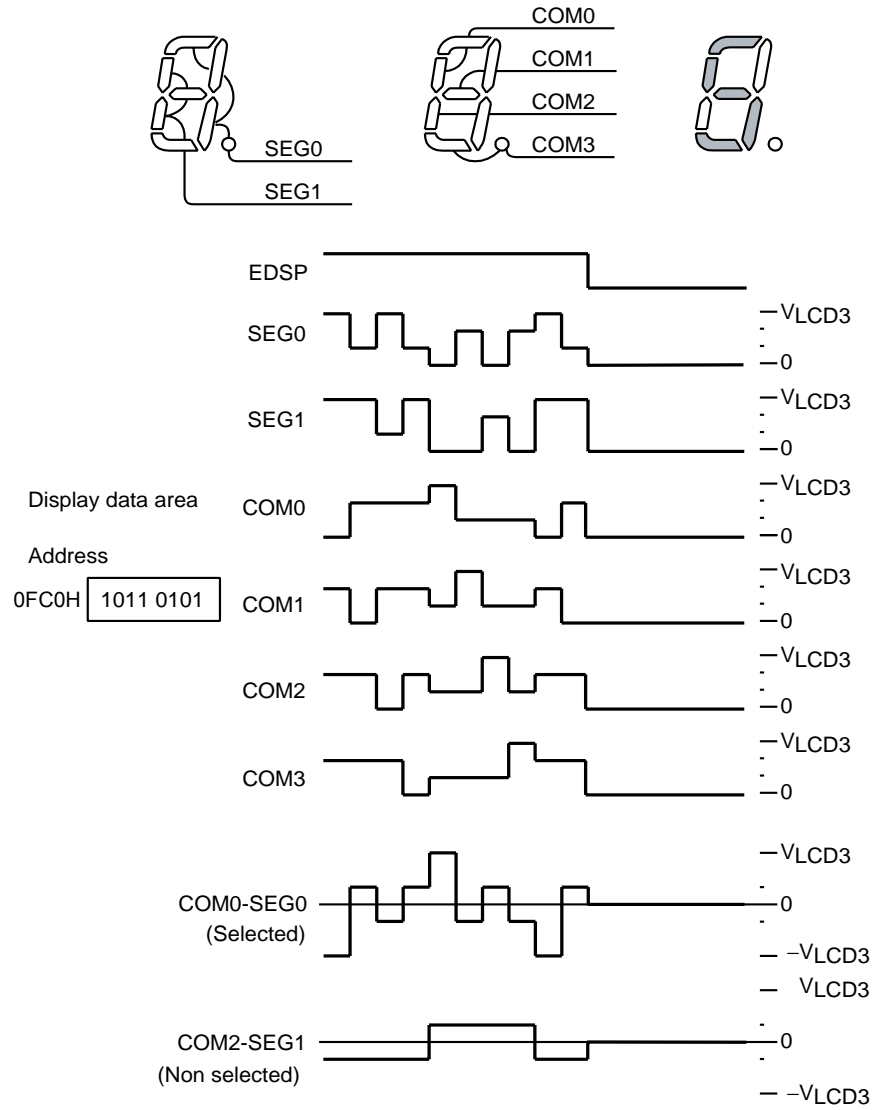 COM0
COM1
COM2
COM3
SEG0
SEG1
EDSP
VLCD3
SEG0
0
VLCD3
SEG1
0
VLCD3
Display data area
COM0
0
Address
VLCD3
0FC0H 1011 0101
COM1
0
VLCD3
COM2
0
VLCD3
COM3
0
VLCD3
COM0-SEG0
0
(Selected)
−VLCD3
VLCD3
COM2-SEG1
0
(Non selected)
−VLCD3